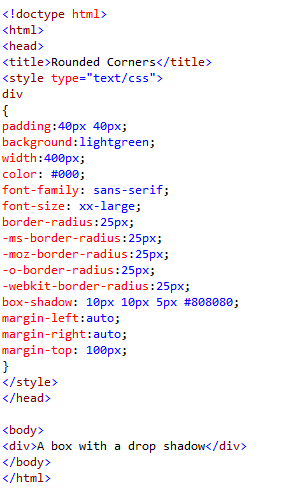 <!doctype html>
<html>
<head>
<title>Rounded Corners</title>
<style type="text/css">
div
{
padding:40px 40px;
background:lightgreen;
width:400px;
color: #000;
font-family: sans-serif;
font-size: xx-large;
border-radius:25px;
-ms-border-radius:25px;
-moz-border-radius:25px;
-o-border-radius:25px;
-webkit-border-radius:25px;
box-shadow: 10px 10px 5px #808080;
margin-left:auto;
margin-right:auto;
margin-top: 100px;
}
</style>
</head>

<body>
<div>A box with a drop shadow</div>
</body>
</html>